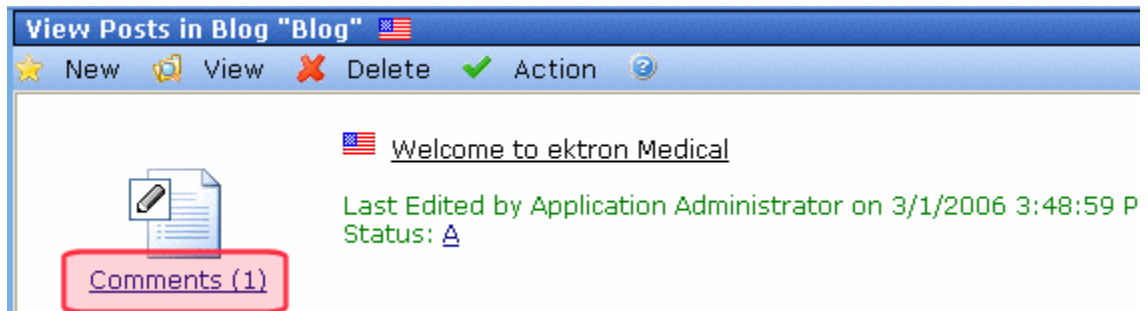 View Posts in Blog "Blog"
New View Delete Action
Welcome to ektron Medical
Last Edited by Application Administrator on 3/1/2006 3:48:59 P
Status: A
Comments (1)